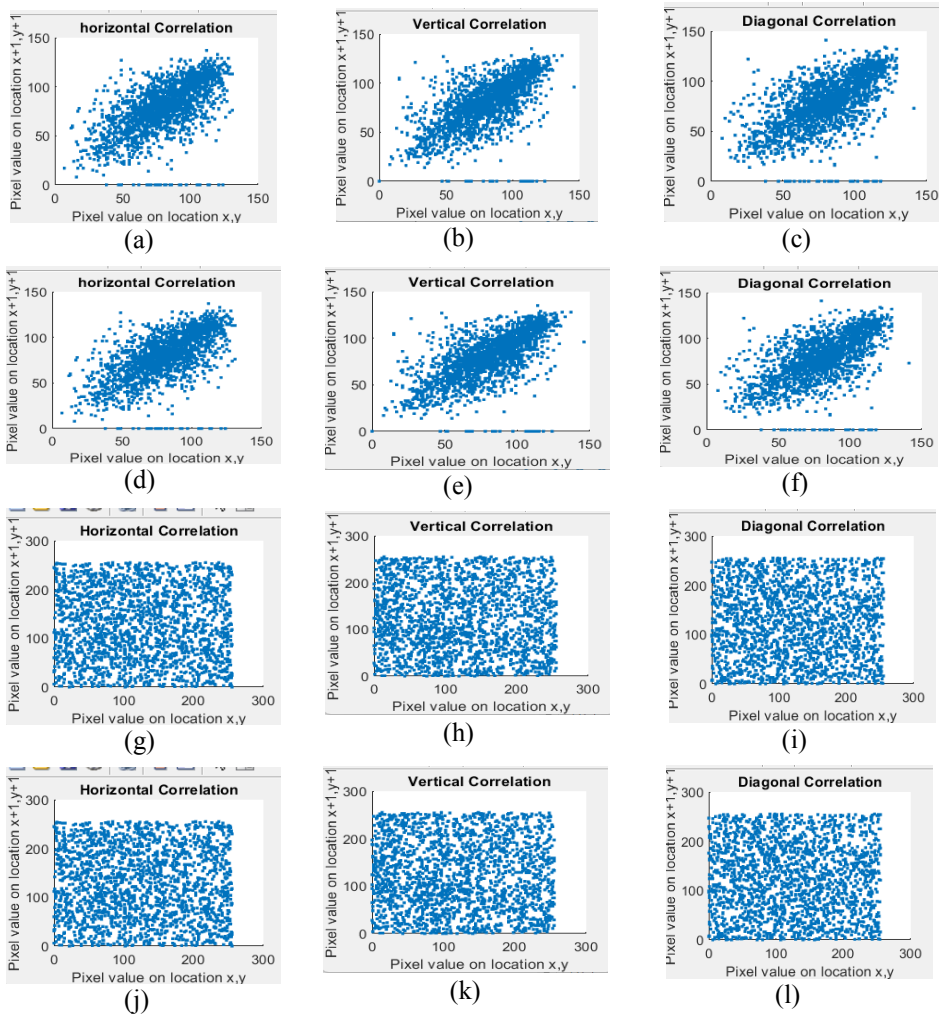 horizontal Correlation
Pixel value on location x+1,y+1
150
100
50
0
0 50 100 150
Pixel value on location x,y
(a)
Vertical Correlation
Pixel value on location x+1,y+1
150
100
50
0
0 50 100 150
Pixel value on location x,y
(b)
Diagonal Correlation
Pixel value on location x+1,y+1
150
100
50
0
0 50 100 150
Pixel value on location x,y
(c)
horizontal Correlation
Pixel value on location x+1,y+1
150
100
50
0
0 50 100 150
Pixel value on location x,y
(d)
Vertical Correlation
Pixel value on location x+1,y+1
150
100
50
0
0 50 100 150
Pixel value on location x,y
(e)
Diagonal Correlation
Pixel value on location x+1,y+1
150
100
50
0
0 50 100 150
Pixel value on location x,y
(f)
Horizontal Correlation
Pixel value on location x+1,y+1
300
200
100
0
0 100 200 300
Pixel value on location x,y
(g)
Vertical Correlation
Pixel value on location x+1,y+1
300
200
100
0
0 100 200 300
Pixel value on location x,y
(h)
Diagonal Correlation
Pixel value on location x+1,y+1
300
200
100
0
0 100 200 300
Pixel value on location x,y
(i)
Horizontal Correlation
Pixel value on location x+1,y+1
300
200
100
0
0 100 200 300
Pixel value on location x,y
(j)
Vertical Correlation
Pixel value on location x+1,y+1
300
200
100
0
0 100 200 300
Pixel value on location x,y
(k)
Diagonal Correlation
Pixel value on location x+1,y+1
300
200
100
0
0 100 200 300
Pixel value on location x,y
(l)